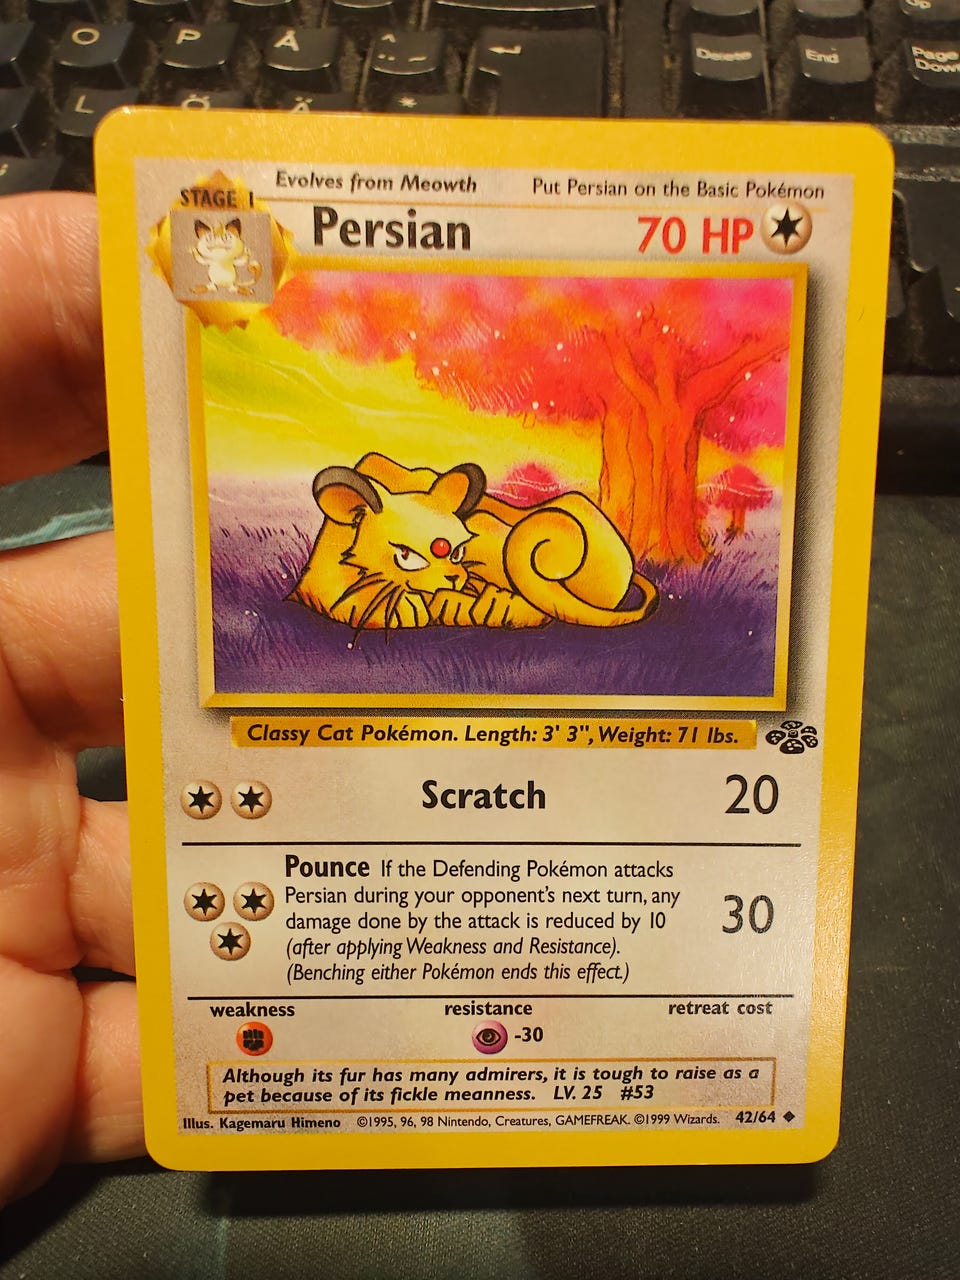 O P Å ^ ¨ ~ Delete End Page Down
L Ö Ä * '
STAGE 1 Evolves from Meowth Put Persian on the Basic Pokémon
Persian 70 HP
Classy Cat Pokémon. Length: 3' 3", Weight: 71 lbs.
Scratch 20
Pounce If the Defending Pokémon attacks
Persian during your opponent's next turn, any
damage done by the attack is reduced by 10
(after applying Weakness and Resistance).
(Benching either Pokémon ends this effect.)
30
weakness resistance retreat cost
-30
Although its fur has many admirers, it is tough to raise as a
pet because of its fickle meanness. LV. 25 #53
Illus. Kagemaru Himeno ©1995, 96, 98 Nintendo, Creatures, GAMEFREAK. ©1999 Wizards. 42/64